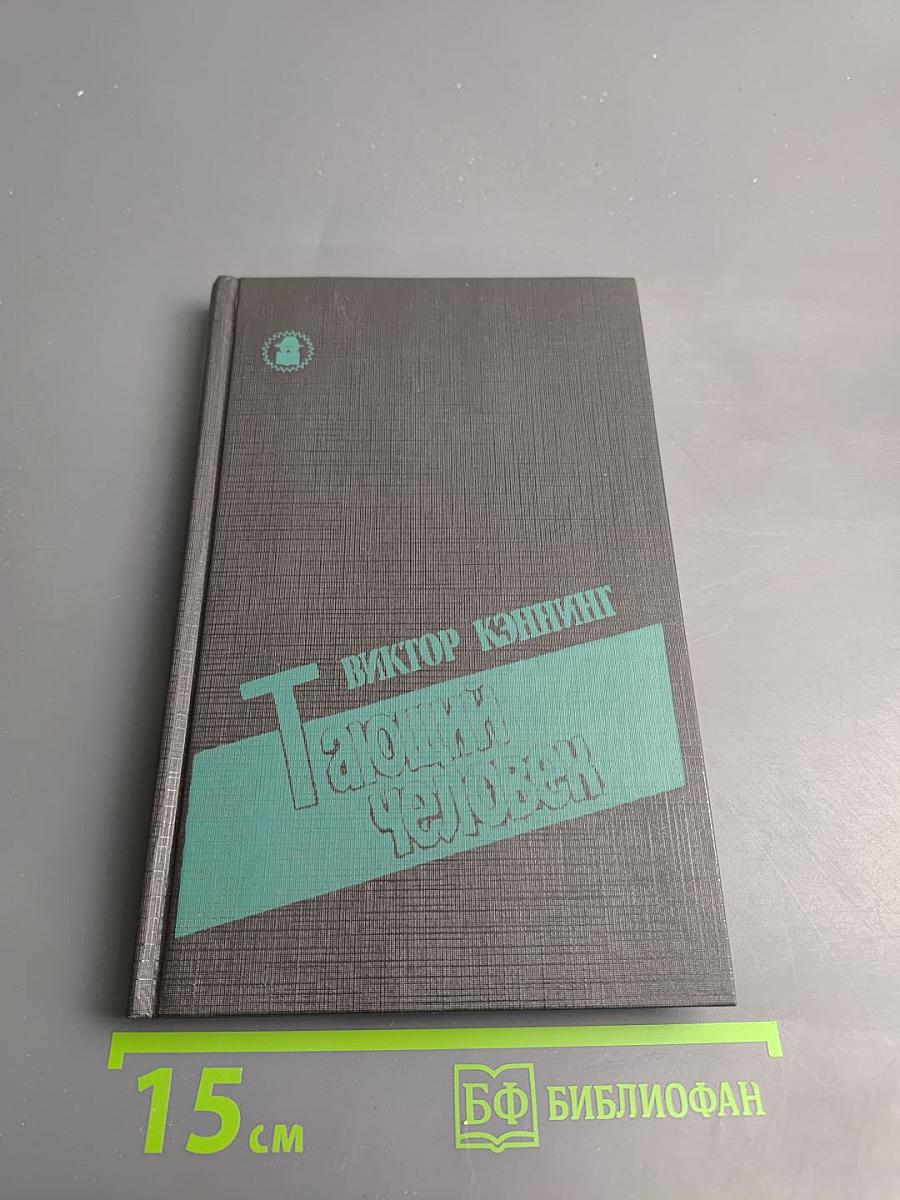 ВИКТОР КЭННИНГ
Тающий
человек
15 см
БФ БИБЛИОФАН